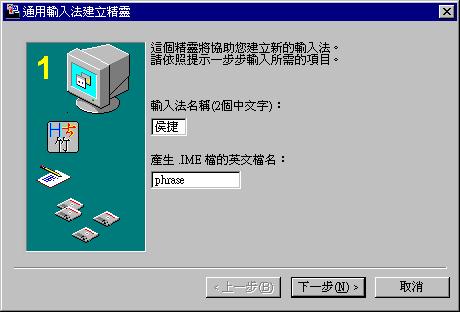 通用輸入法建立精靈
1
這個精靈將協助您建立新的輸入法。
請依照提示一步步輸入所需的項目。
輸入法名稱(2個中文字)：
侯捷
產生 .IME 檔的英文檔名：
phrase
< 上一步(B)
下一步(N) >
取消